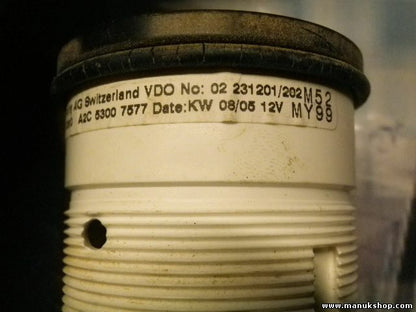 AG Switzerland VDO No: 02 231201/202 M52
A2C 5300 7577 Date:KW 08/05 12V MY99
www.manukshop.com